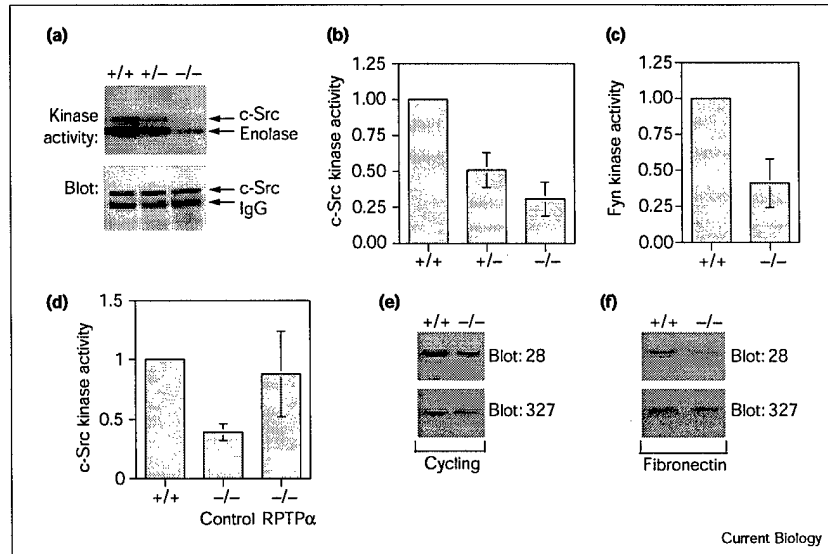 (a)
+/+ +/− −/−
Kinase activity:
c-Src
Enolase
Blot:
c-Src
IgG
(b)
c-Src kinase activity
1.25
1.00
0.75
0.50
0.25
0.00
+/+ +/− −/−
(c)
Fyn kinase activity
1.25
1.00
0.75
0.50
0.25
0.00
+/+ −/−
(d)
c-Src kinase activity
1.5
1
0.5
0
+/+ −/− −/−
Control RPTPα
(e)
+/+ −/−
Blot: 28
Blot: 327
Cycling
(f)
+/+ −/−
Blot: 28
Blot: 327
Fibronectin
Current Biology